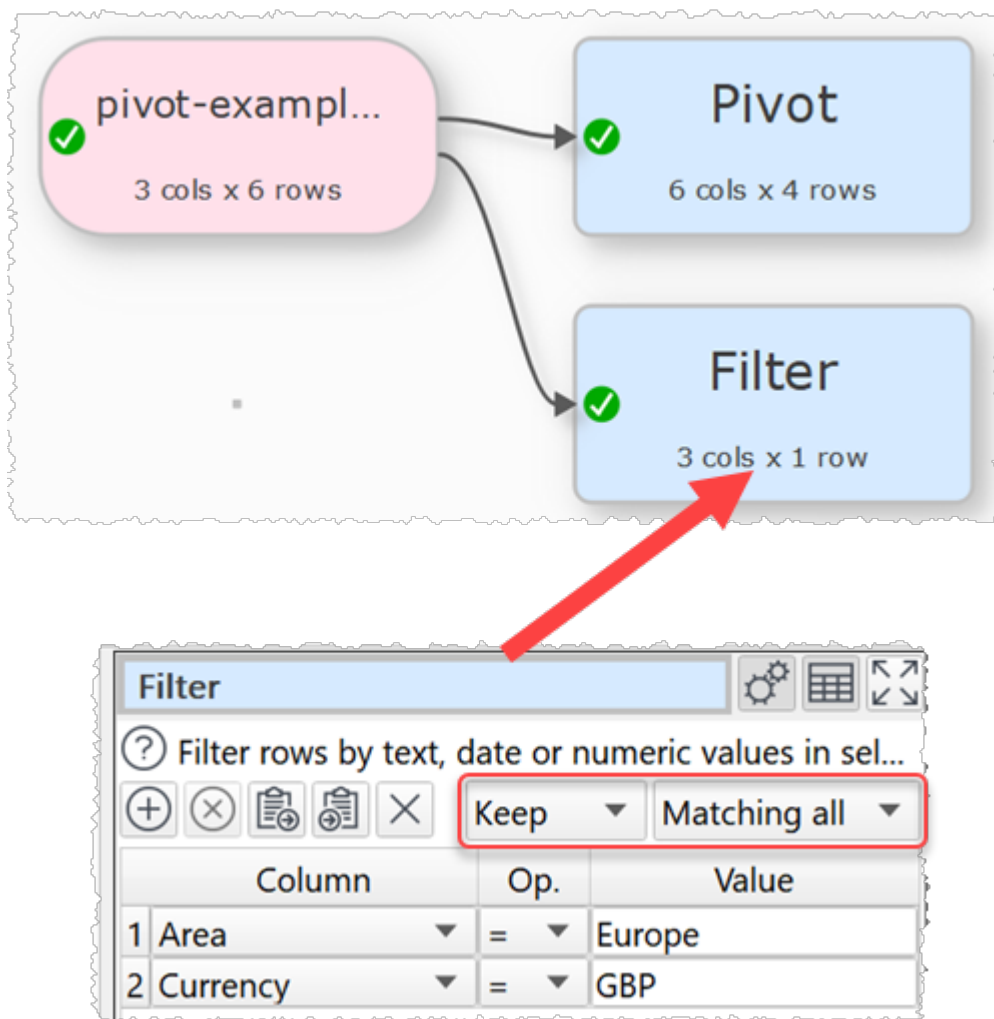 pivot-exampl...
3 cols x 6 rows
Pivot
6 cols x 4 rows
Filter
3 cols x 1 row
Filter
Filter rows by text, date or numeric values in sel...
Keep Matching all
Column Op. Value
1 Area = Europe
2 Currency = GBP